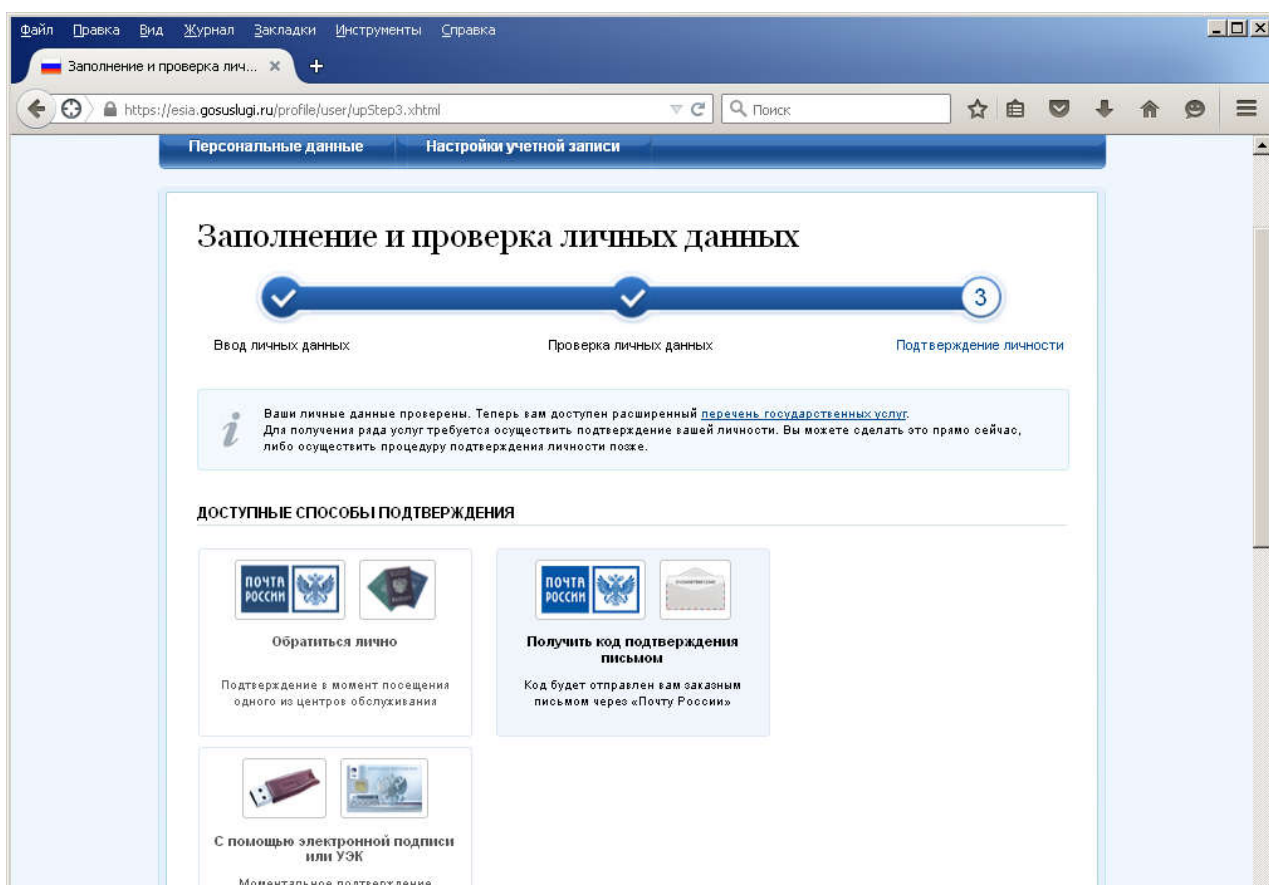 Файл Правка Вид Журнал Закладки Инструменты Справка
Заполнение и проверка лич...
https://esia.gosuslugi.ru/profile/user/upStep3.xhtml
Поиск
Персональные данные Настройки учетной записи
Заполнение и проверка личных данных
3
Ввод личных данных Проверка личных данных Подтверждение личности
Ваши личные данные проверены. Теперь вам доступен расширенный перечень государственных услуг.
Для получения ряда услуг требуется осуществить подтверждение вашей личности. Вы можете сделать это прямо сейчас,
либо осуществить процедуру подтверждения личности позже.
ДОСТУПНЫЕ СПОСОБЫ ПОДТВЕРЖДЕНИЯ
ПОЧТА
РОССИИ
Обратиться лично
Подтверждение в момент посещения
одного из центров обслуживания
ПОЧТА
РОССИИ
Получить код подтверждения
письмом
Код будет отправлен вам заказным
письмом через «Почту России»
С помощью электронной подписи
или УЭК
Моментальное подтверждение